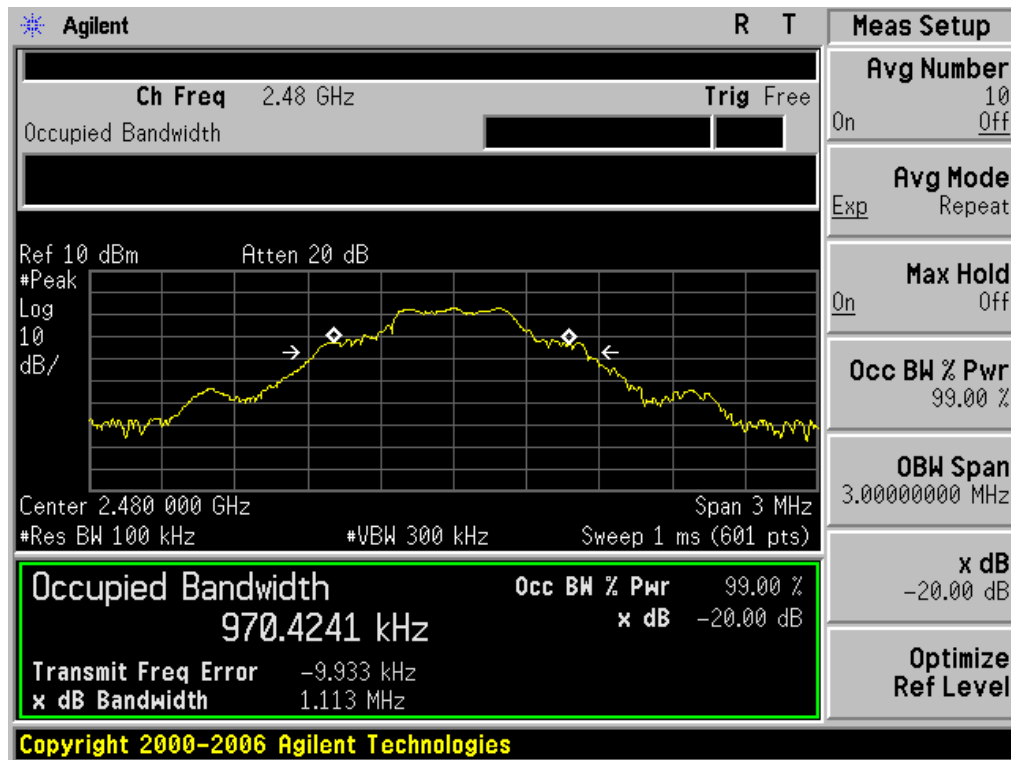 Agilent R T
Ch Freq 2.48 GHz Trig Free
Occupied Bandwidth
Ref 10 dBm Atten 20 dB
#Peak
Log
10
dB/
Center 2.480 000 GHz Span 3 MHz
#Res BW 100 kHz #VBW 300 kHz Sweep 1 ms (601 pts)
Occupied Bandwidth Occ BW % Pwr 99.00 %
970.4241 kHz x dB -20.00 dB
Transmit Freq Error -9.933 kHz
x dB Bandwidth 1.113 MHz
Copyright 2000-2006 Agilent Technologies
Meas Setup
Avg Number
10
On Off
Avg Mode
Exp Repeat
Max Hold
On Off
Occ BW % Pwr
99.00 %
OBW Span
3.00000000 MHz
x dB
-20.00 dB
Optimize
Ref Level